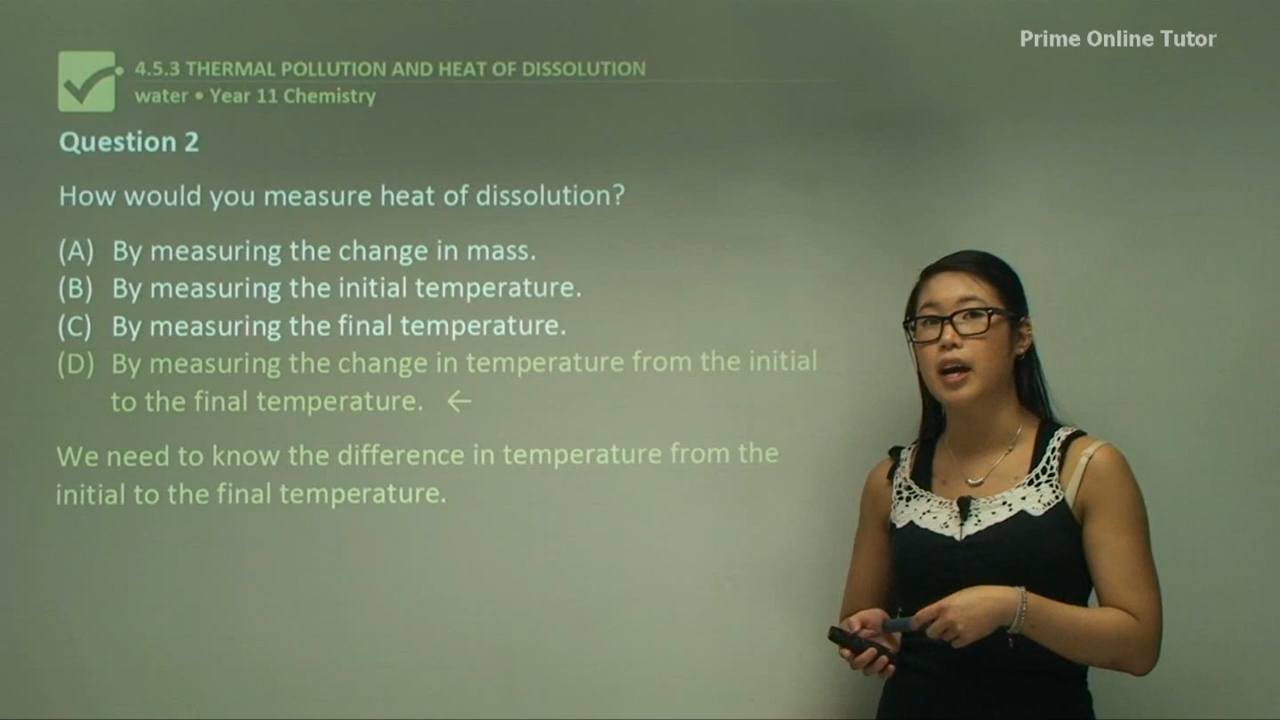 Prime Online Tutor
4.5.3 THERMAL POLLUTION AND HEAT OF DISSOLUTION
water • Year 11 Chemistry
Question 2
How would you measure heat of dissolution?
(A) By measuring the change in mass.
(B) By measuring the initial temperature.
(C) By measuring the final temperature.
(D) By measuring the change in temperature from the initial
to the final temperature. ←
We need to know the difference in temperature from the
initial to the final temperature.